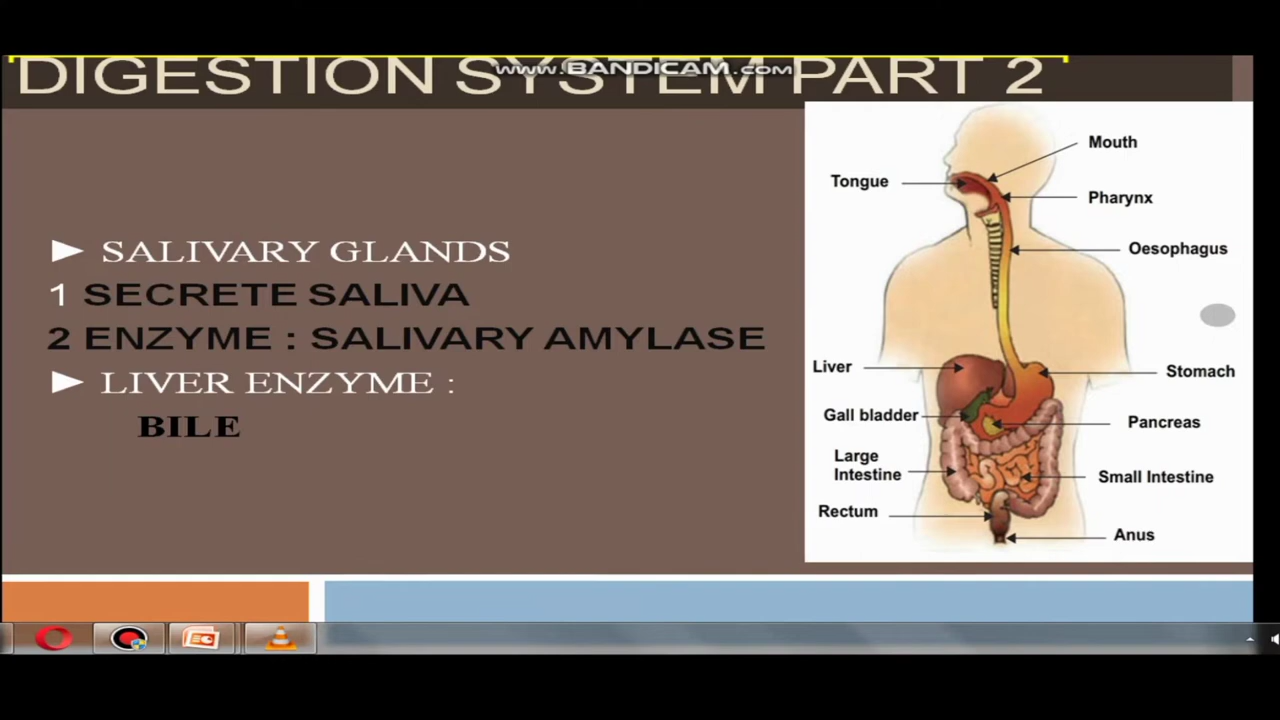 www.BANDICAM.com
DIGESTION SYSTEM PART 2
► SALIVARY GLANDS
1 SECRETE SALIVA
2 ENZYME : SALIVARY AMYLASE
► LIVER ENZYME :
BILE
Mouth
Tongue
Pharynx
Oesophagus
Liver
Stomach
Gall bladder
Pancreas
Large
Intestine
Small Intestine
Rectum
Anus